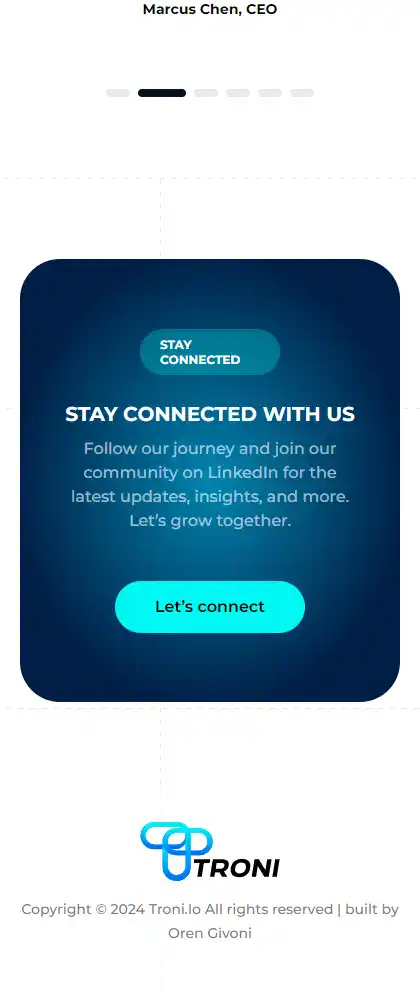 Marcus Chen, CEO
STAY
CONNECTED
STAY CONNECTED WITH US
Follow our journey and join our
community on LinkedIn for the
latest updates, insights, and more.
Let’s grow together.
Let’s connect
TRONI
Copyright © 2024 Troni.Io All rights reserved | built by
Oren Givoni